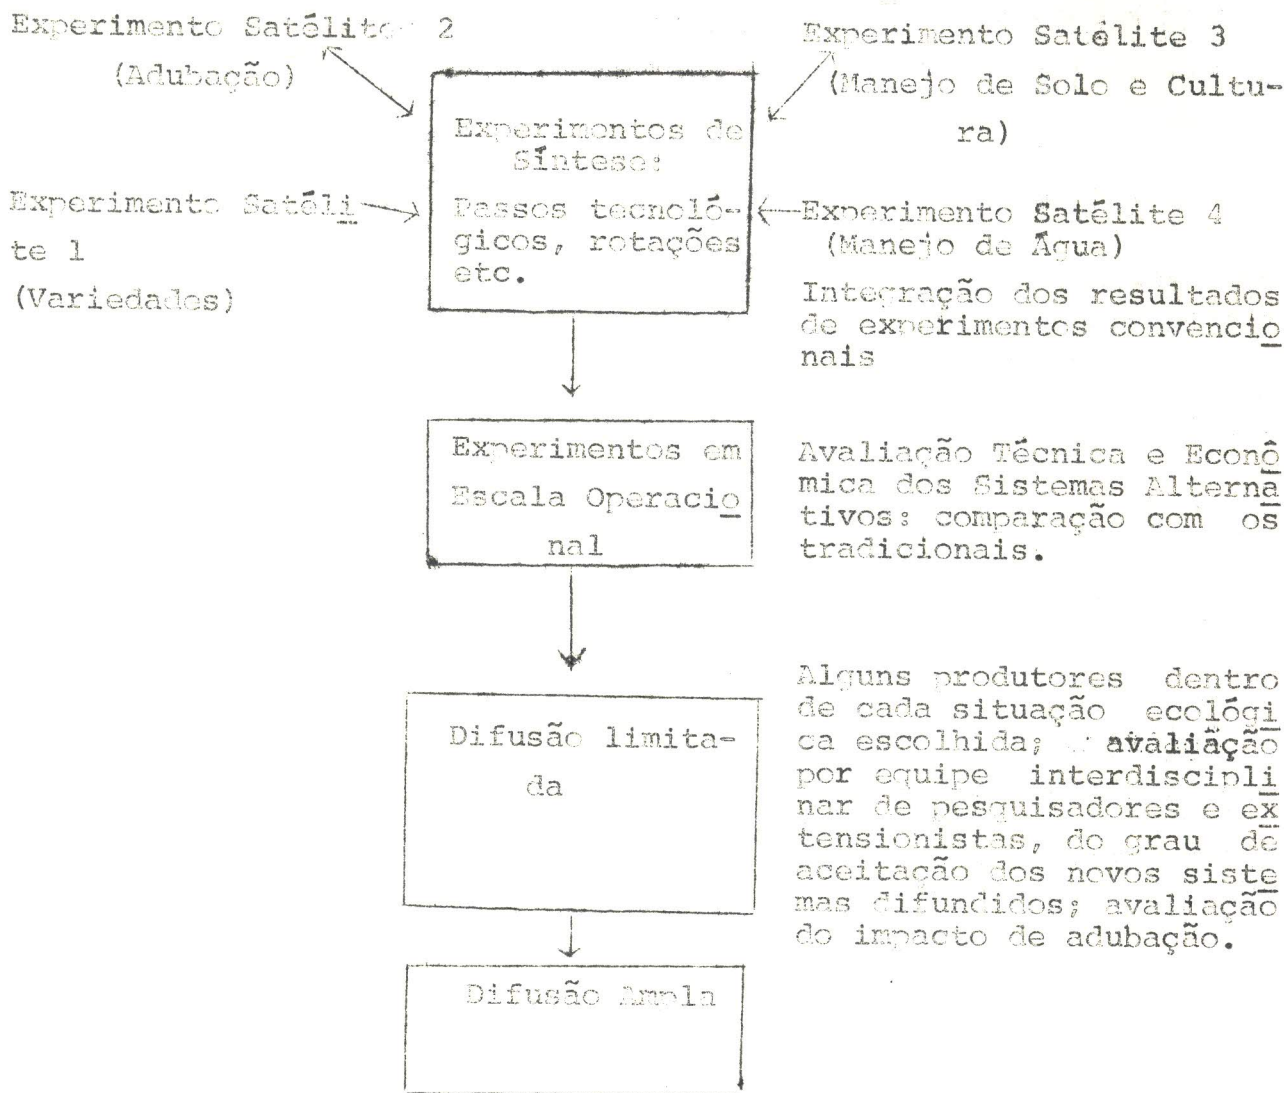 Experimento Satélite 2
(Adubação)
Experimento Satélite 3
(Manejo de Solo e Cultu-
ra)
Experimentos de
Síntese:
Passos tecnoló-
gicos, rotações
etc.
Experimento Satéli
te 1
(Variedades)
Experimento Satélite 4
(Manejo de Água)
Integração dos resultados
de experimentos convencio
nais
Experimentos em
Escala Operacio
nal
Avaliação Técnica e Econô
mica dos Sistemas Alterna
tivos: comparação com os
tradicionais.
Difusão limita-
da
Alguns produtores dentro
de cada situação ecológi
ca escolhida; avaliação
por equipe interdiscipli
nar de pesquisadores e ex
tensionistas, do grau de
aceitação dos novos siste
mas difundidos; avaliação
do impacto de adubação.
Difusão Ampla